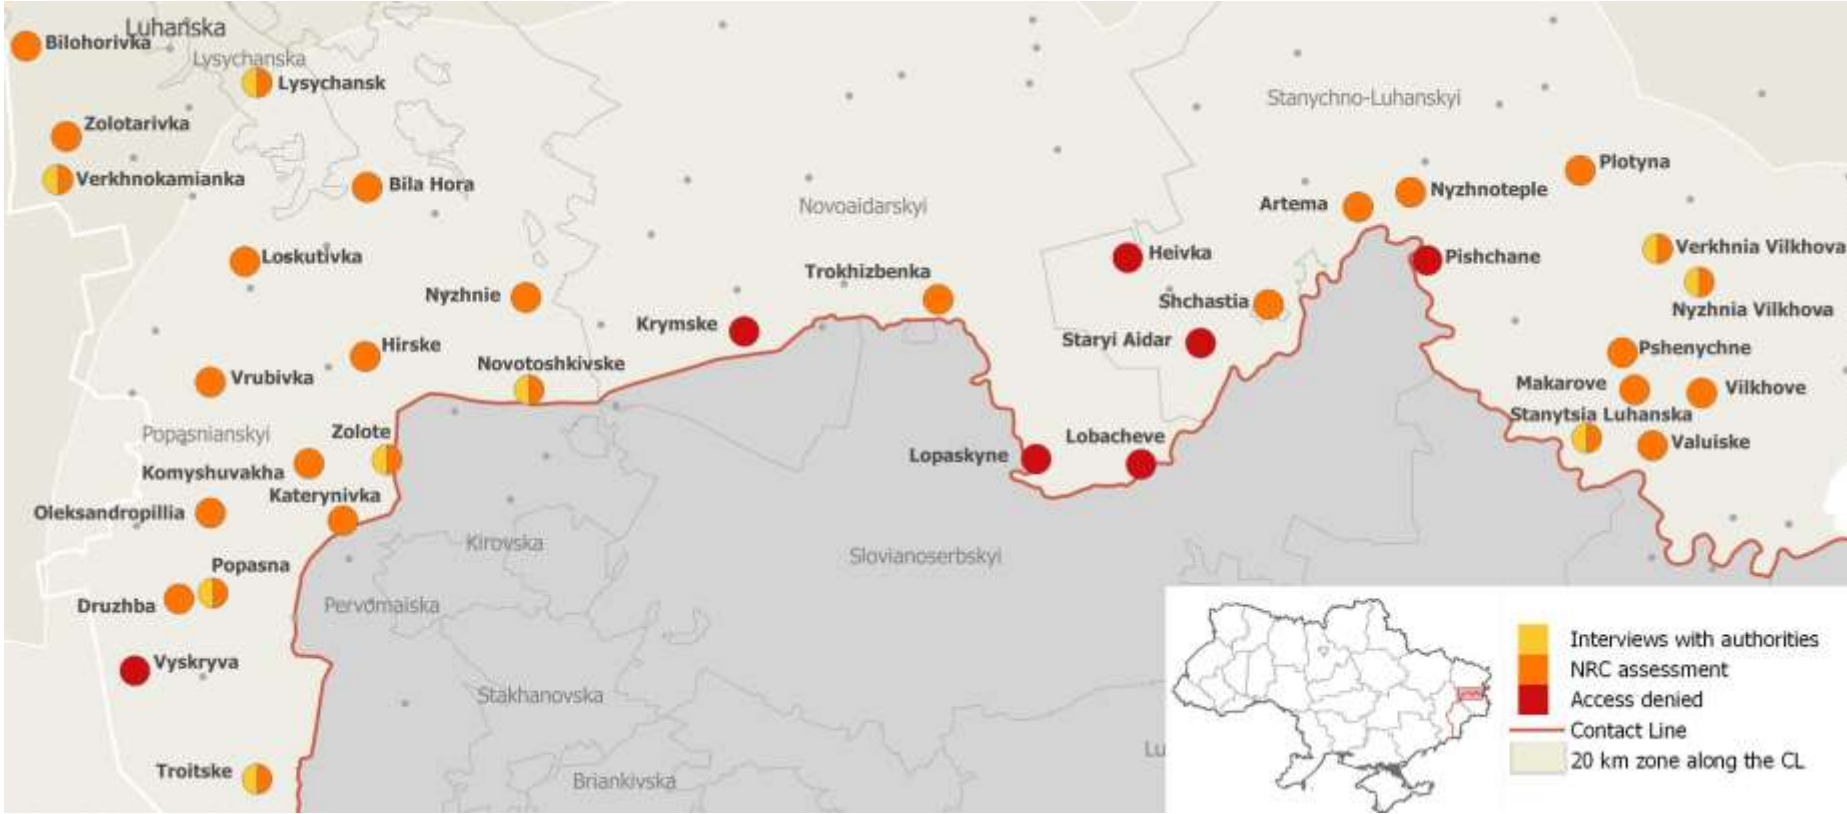 Luhanska
Bilohorivka
Lysychanska
Lysychansk
Stanychno-Luhanskyi
Zolotarivka
Plotyna
Verkhnokamianka
Bila Hora
Nyzhnoteple
Artema
Novoaidarskyi
Verkhnia Vilkhova
Heivka
Pishchane
Loskutivka
Trokhizbenka
Nyzhnie
Shchastia
Nyzhnia Vilkhova
Krymske
Staryi Aidar
Hirske
Pshenychne
Novotoshkivske
Vrubivka
Makarove
Vilkhove
Stanytsia Luhanska
Popasnianskyi
Zolote
Lobacheve
Valuiske
Lopaskyne
Komyshuvakha
Katerynivka
Oleksandropillia
Kirovska
Slovianoserbskyi
Popasna
Druzhba
Pervomaiska
Interviews with authorities
Vyskryva
NRC assessment
Stakhanovska
Access denied
Contact Line
Lu
20 km zone along the CL
Troitske
Briankivska